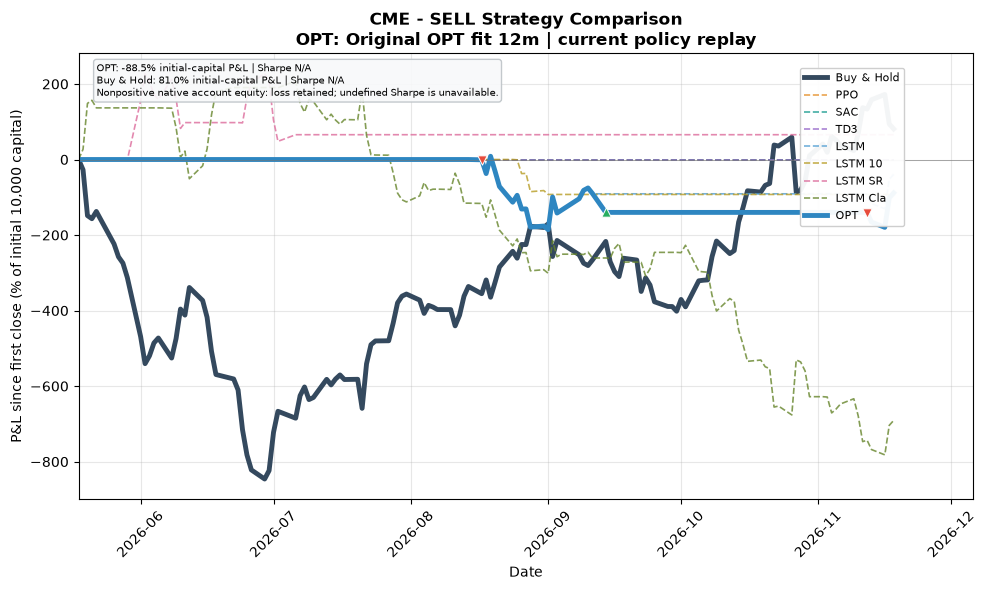 CME - SELL Strategy Comparison
OPT: Original OPT fit 12m | current policy replay
OPT: -88.5% initial-capital P&L | Sharpe N/A
Buy & Hold: 81.0% initial-capital P&L | Sharpe N/A
Nonpositive native account equity: loss retained; undefined Sharpe is unavailable.
Buy & Hold
PPO
SAC
TD3
LSTM
LSTM 10
LSTM SR
LSTM Cla
OPT
P&L since first close (% of initial 10,000 capital)
200
0
−200
−400
−600
−800
2026-06
2026-07
2026-08
2026-09
2026-10
2026-11
2026-12
Date